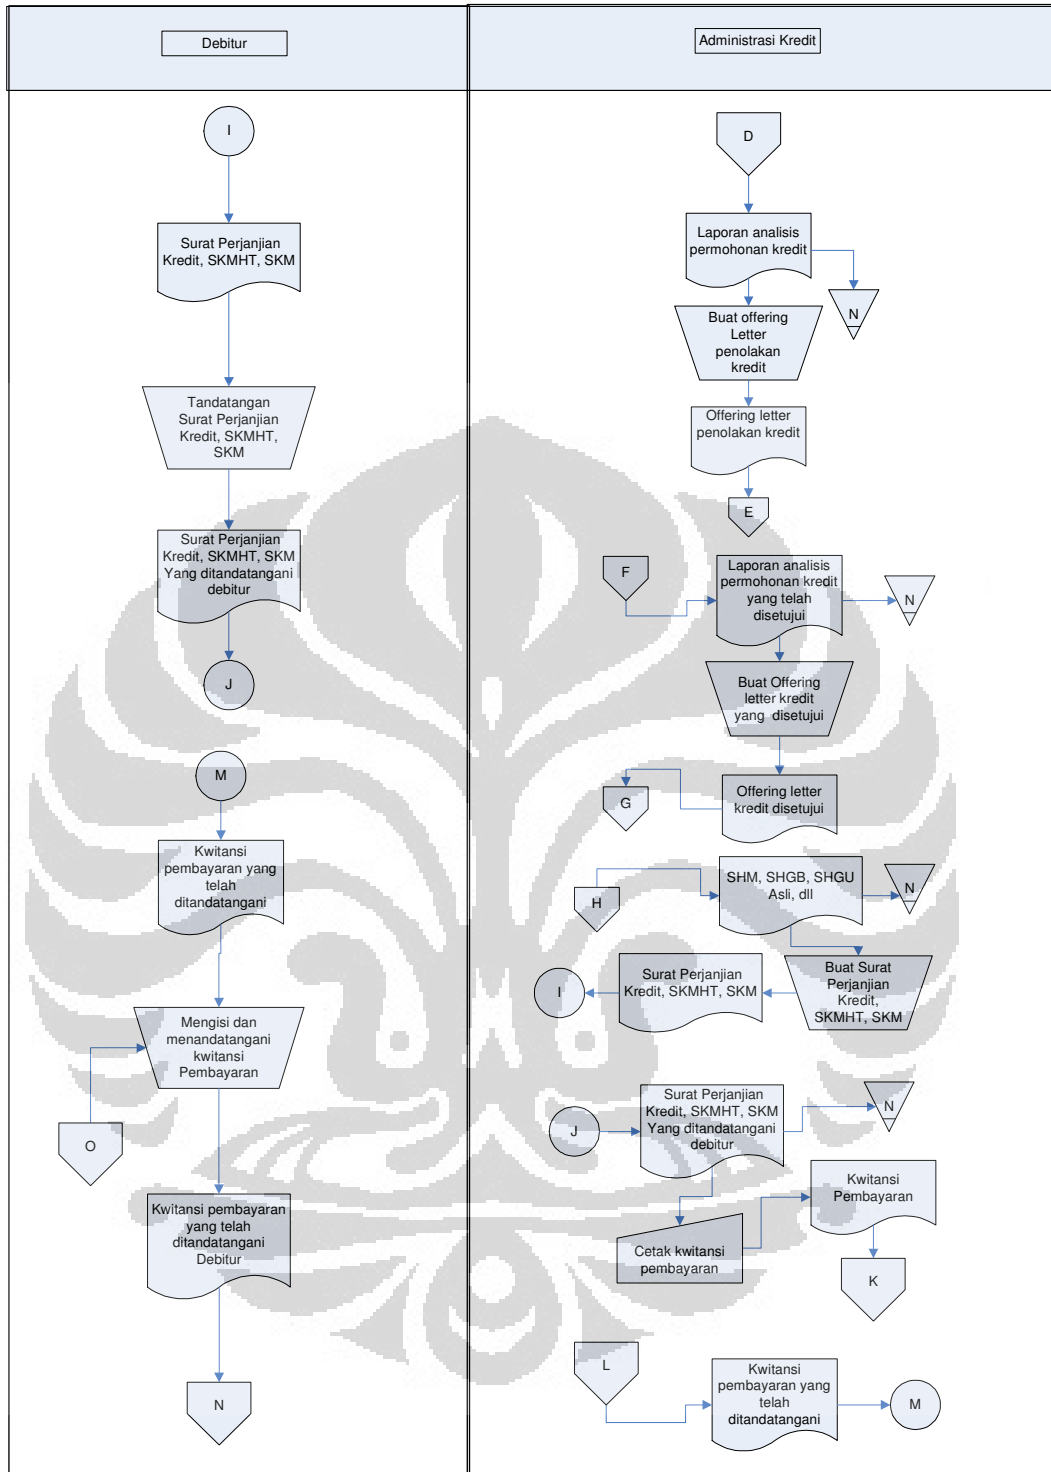 Debitur
I
Surat Perjanjian
Kredit, SKMHT, SKM
Tandatangan
Surat Perjanjian
Kredit, SKMHT,
SKM
Surat Perjanjian
Kredit, SKMHT, SKM
Yang ditandatangani
debitur
J
M
Kwitansi
pembayaran yang
telah
ditandatangani
Mengisi dan
menandatangani
kwitansi
Pembayaran
O
Kwitansi pembayaran
yang telah
ditandatangani
Debitur
N
Administrasi Kredit
D
Laporan analisis
permohonan kredit
N
Buat offering
Letter
penolakan
kredit
Offering letter
penolakan kredit
E
F
Laporan analisis
permohonan kredit
yang telah
disetujui
N
Buat Offering
letter kredit
yang disetujui
Offering letter
kredit disetujui
G
H
SHM, SHGB, SHGU
Asli, dll
N
Buat Surat
Perjanjian
Kredit,
SKMHT, SKM
Surat Perjanjian
Kredit, SKMHT, SKM
I
J
Surat Perjanjian
Kredit, SKMHT, SKM
Yang ditandatangani
debitur
N
Cetak kwitansi
pembayaran
Kwitansi
Pembayaran
K
L
Kwitansi
pembayaran yang
telah
ditandatangani
M